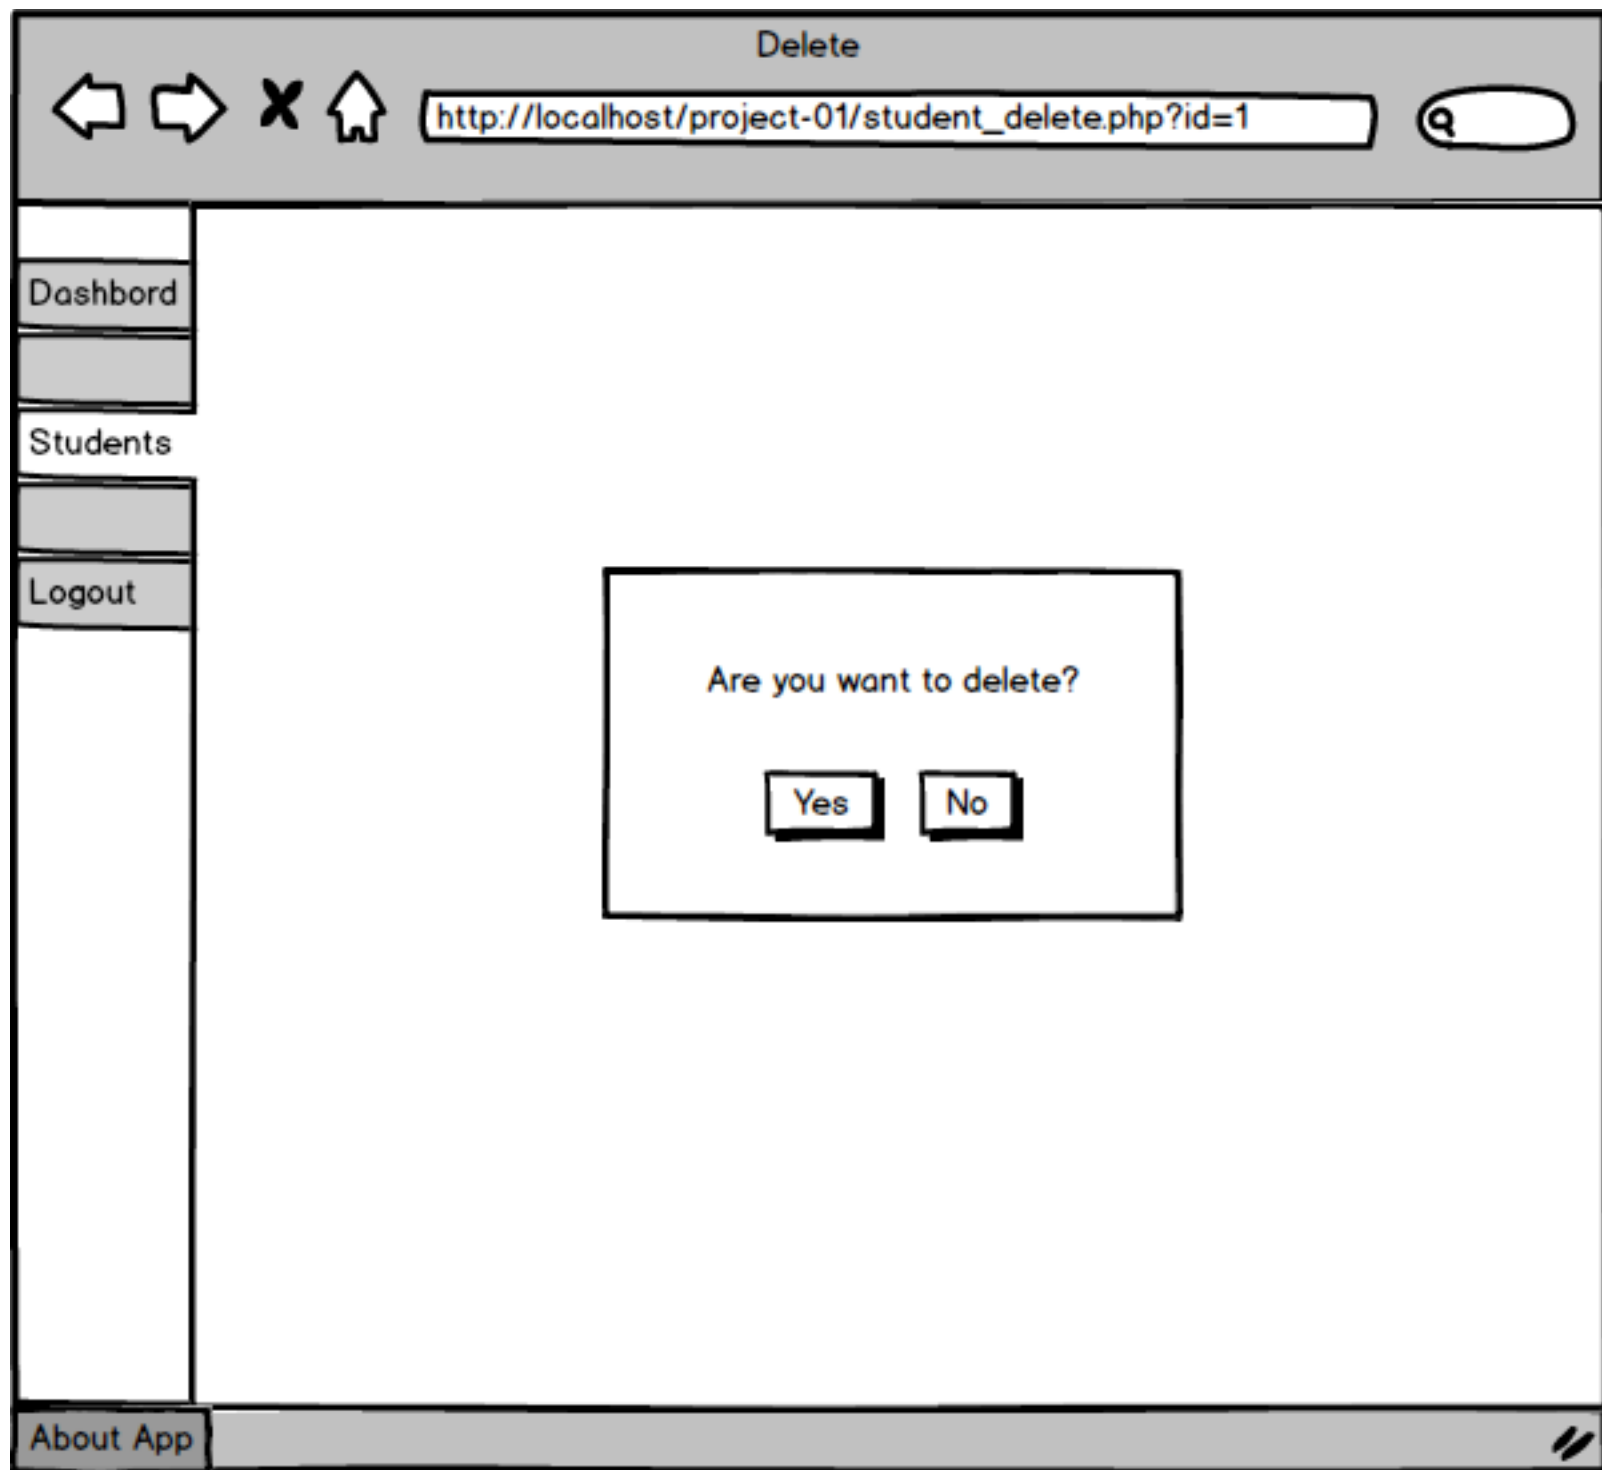 Delete
http://localhost/project-01/student_delete.php?id=1
Dashbord
Students
Logout
Are you want to delete?
Yes No
About App